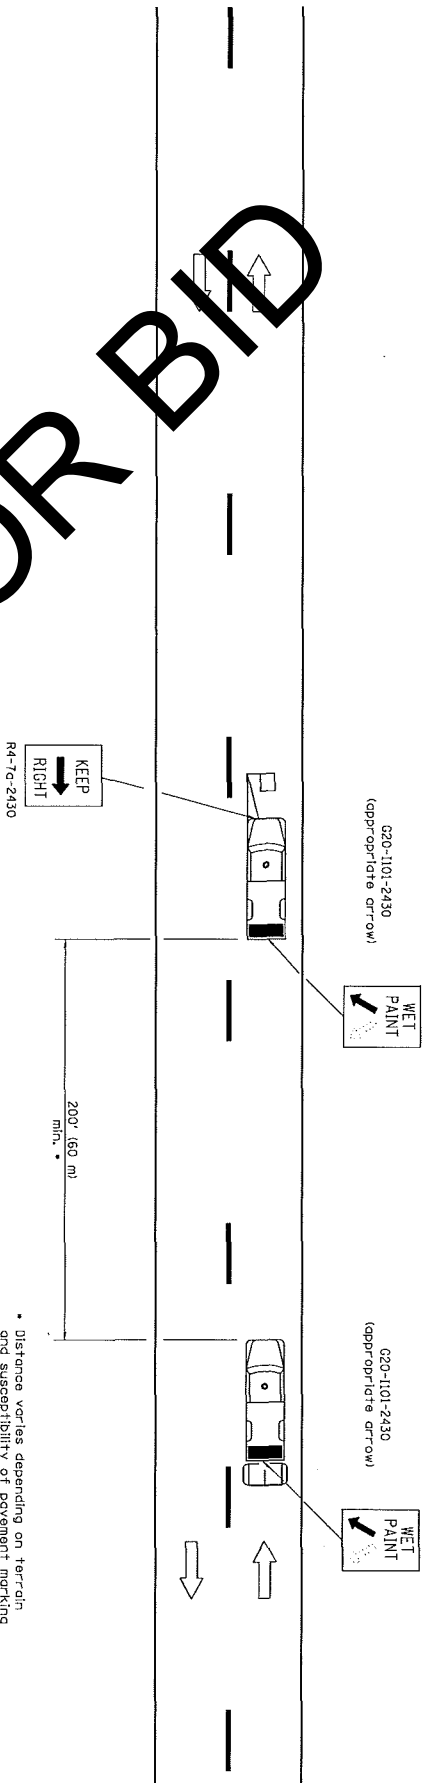 OR BID
KEEP
RIGHT
R4-7a-2430
G20-I101-2430
(appropriate arrow)
WET
PAINT
200' (60 m)
min. *
G20-I101-2430
(appropriate arrow)
WET
PAINT
* Distance varies depending on terrain
and susceptibility of pavement marking